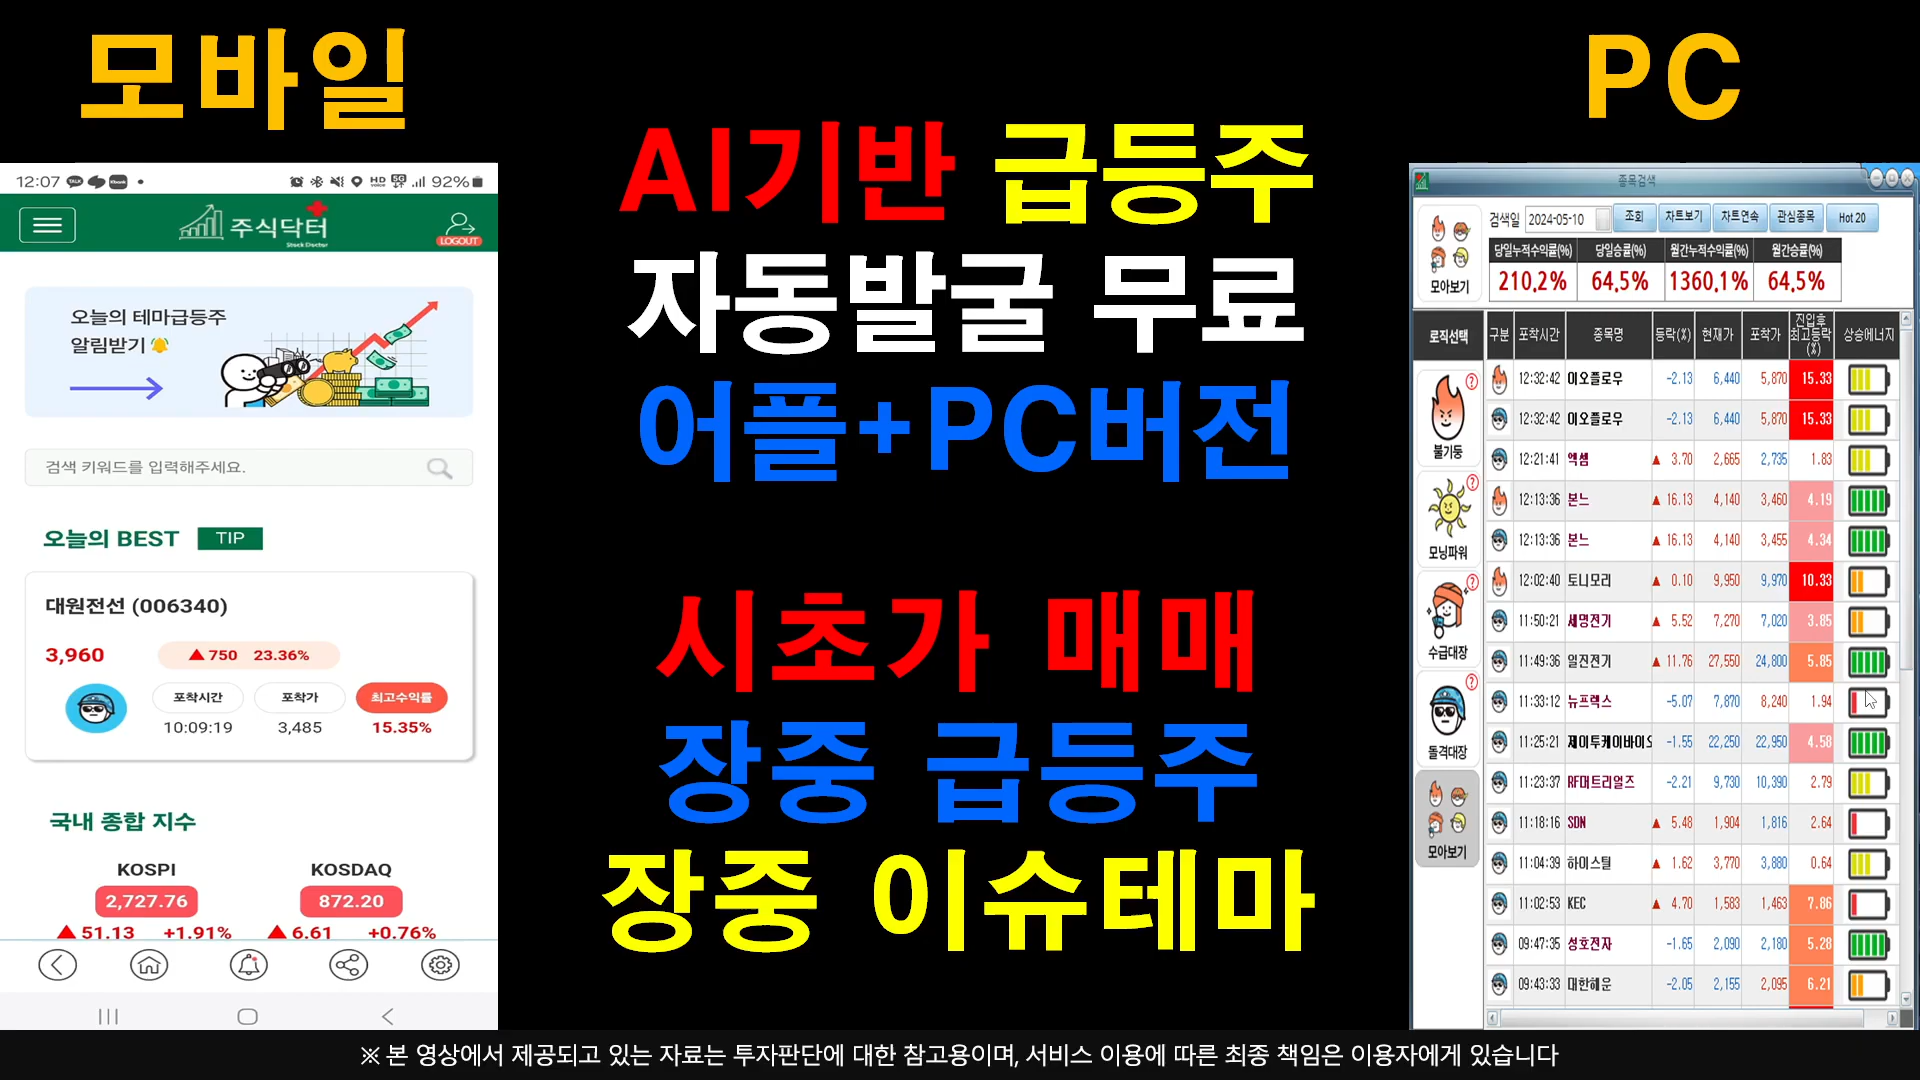 모바일
PC
AI기반 급등주
자동발굴 무료
어플+PC버전
시초가 매매
장중 급등주
장중 이슈테마
12:07
92%
주식닥터
Stock Doctor
LOGOUT
오늘의 테마급등주
알림받기
검색 키워드를 입력해주세요.
오늘의 BEST TIP
대원전선 (006340)
3,960 ▲ 750 23.36%
포착시간 포착가 최고수익률
10:09:19 3,485 15.35%
국내 종합 지수
KOSPI KOSDAQ
2,727.76 872.20
▲ 51.13 +1.91% ▲ 6.61 +0.76%
종목검색
검색일 2024-05-10 조회 차트보기 차트연속 관심종목 Hot 20
당일누적수익률(%) 당일승률(%) 월간누적수익률(%) 월간승률(%)
210.2% 64.5% 1360.1% 64.5%
모아보기
로직선택
불기둥
모닝파워
수급대장
돌격대장
모아보기
구분 포착시간 종목명 등락(%) 현재가 포착가 진입후 최고등락 (%) 상승에너지
12:32:42 이오플로우 -2.13 6,440 5,870 15.33
12:32:42 이오플로우 -2.13 6,440 5,870 15.33
12:21:41 엑셈 ▲ 3.70 2,665 2,735 1.83
12:13:36 본느 ▲ 16.13 4,140 3,460 4.19
12:13:36 본느 ▲ 16.13 4,140 3,455 4.34
12:02:40 토니모리 ▲ 0.10 9,950 9,970 10.33
11:50:21 세명전기 ▲ 5.52 7,270 7,020 3.85
11:49:36 일진전기 ▲ 11.76 27,550 24,800 5.85
11:33:12 뉴프렉스 -5.07 7,870 8,240 1.94
11:25:21 제이투케이바이오 -1.55 22,250 22,950 4.58
11:23:37 RF머트리얼즈 -2.21 9,730 10,390 2.79
11:18:16 SDN ▲ 5.48 1,904 1,816 2.64
11:04:39 하이스틸 ▲ 1.62 3,770 3,880 0.64
11:02:53 KEC ▲ 4.70 1,583 1,463 7.86
09:47:35 성호전자 -1.65 2,090 2,180 5.28
09:43:33 대한해운 -2.05 2,155 2,095 6.21
※ 본 영상에서 제공되고 있는 자료는 투자판단에 대한 참고용이며, 서비스 이용에 따른 최종 책임은 이용자에게 있습니다